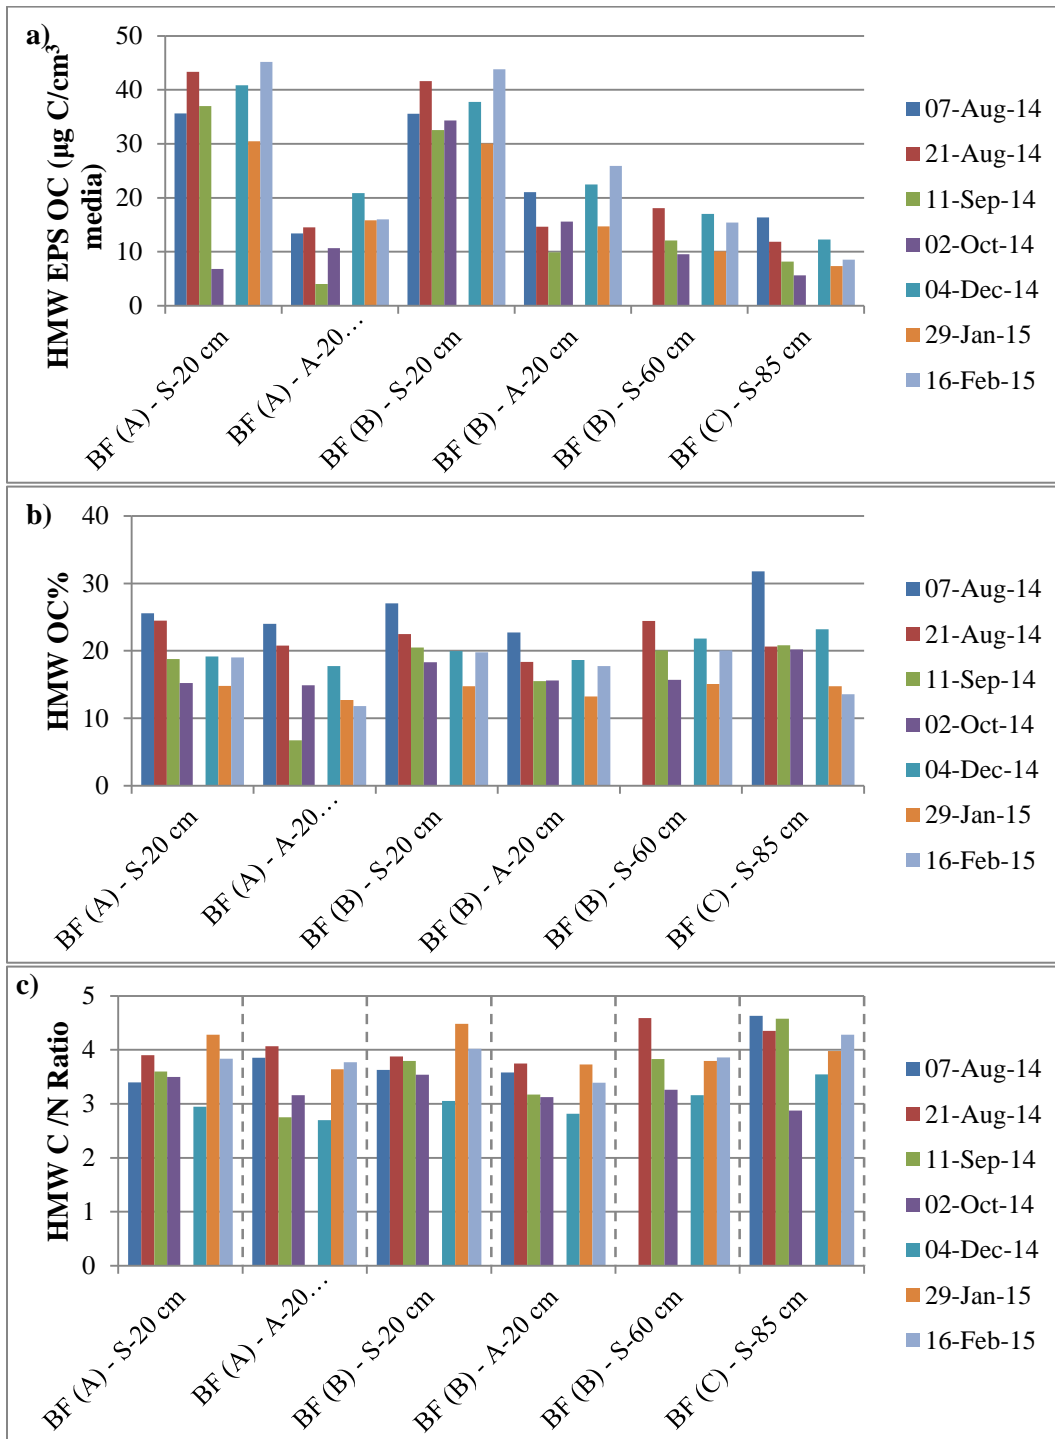 a)
HMW EPS OC (µg C/cm³
media)
50
40
30
20
10
0
BF (A) - S-20 cm
BF (A) - A-20…
BF (B) - S-20 cm
BF (B) - A-20 cm
BF (B) - S-60 cm
BF (C) - S-85 cm
07-Aug-14
21-Aug-14
11-Sep-14
02-Oct-14
04-Dec-14
29-Jan-15
16-Feb-15
b)
HMW OC%
40
30
20
10
0
BF (A) - S-20 cm
BF (A) - A-20…
BF (B) - S-20 cm
BF (B) - A-20 cm
BF (B) - S-60 cm
BF (C) - S-85 cm
07-Aug-14
21-Aug-14
11-Sep-14
02-Oct-14
04-Dec-14
29-Jan-15
16-Feb-15
c)
HMW C /N Ratio
5
4
3
2
1
0
BF (A) - S-20 cm
BF (A) - A-20…
BF (B) - S-20 cm
BF (B) - A-20 cm
BF (B) - S-60 cm
BF (C) - S-85 cm
07-Aug-14
21-Aug-14
11-Sep-14
02-Oct-14
04-Dec-14
29-Jan-15
16-Feb-15